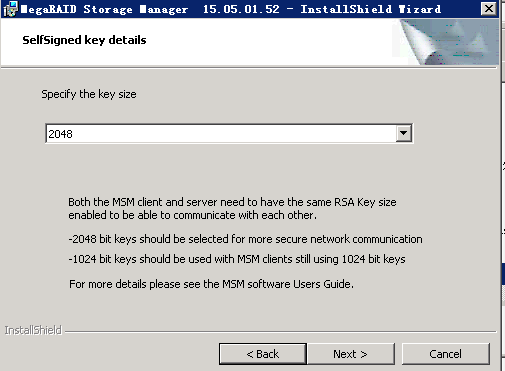 MegaRAID Storage Manager 15.05.01.52 - InstallShield Wizard
SelfSigned key details
Specify the key size
2048
Both the MSM client and server need to have the same RSA Key size
enabled to be able to communicate with each other.
-2048 bit keys should be selected for more secure network communication
-1024 bit keys should be used with MSM clients still using 1024 bit keys
For more details please see the MSM software Users Guide.
InstallShield
< Back
Next >
Cancel